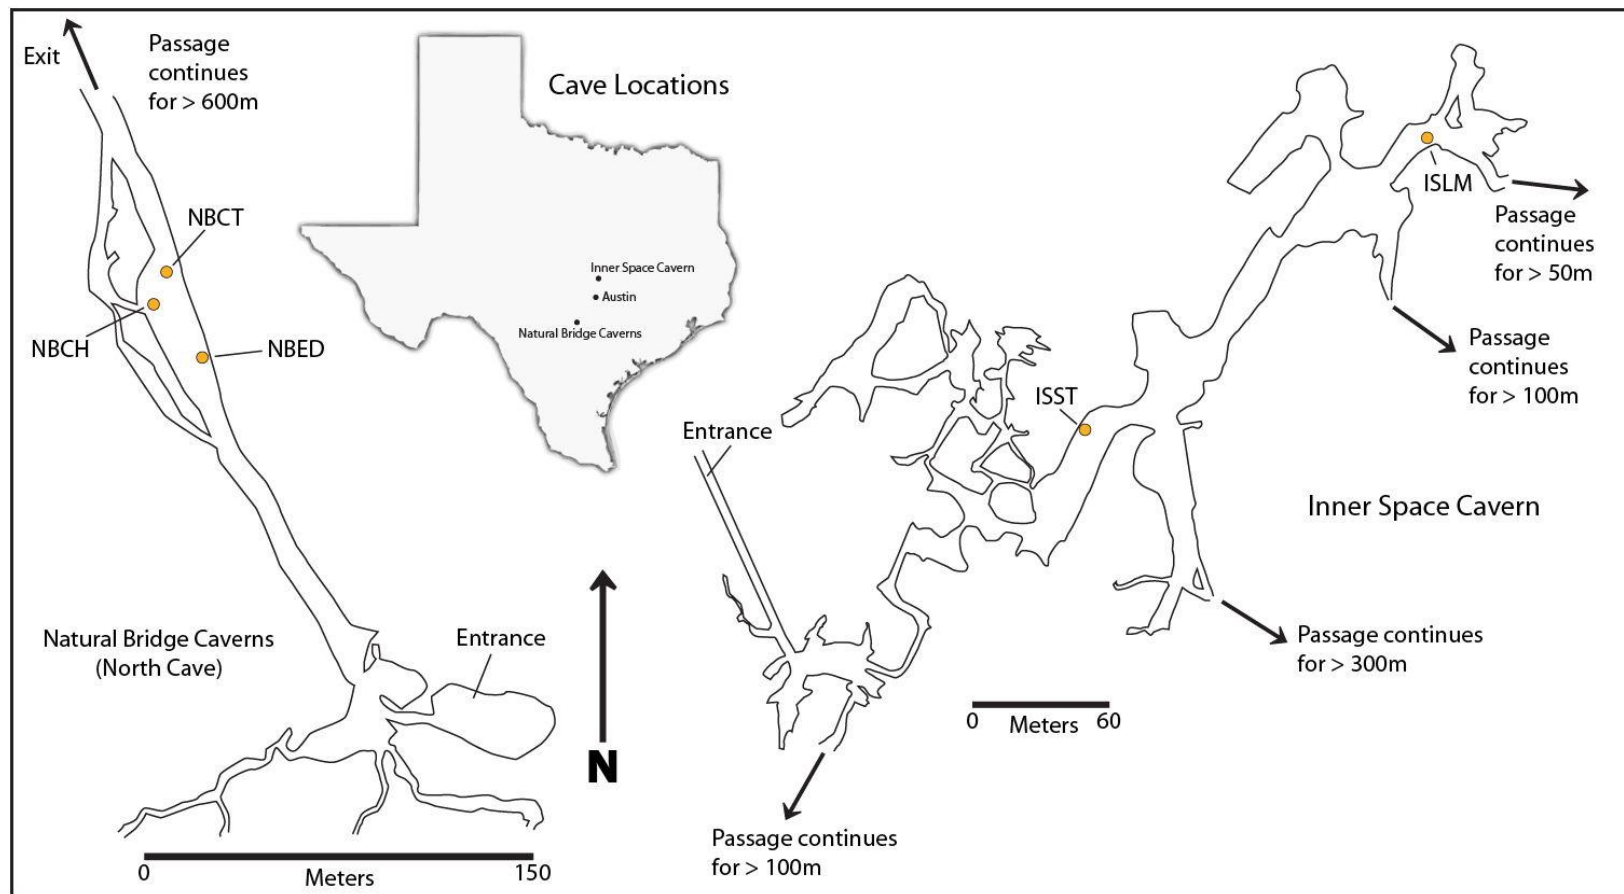 Exit
Passage
continues
for > 600m
NBCT
NBCH
NBED
Natural Bridge Caverns
(North Cave)
Entrance
0
Meters
150
Cave Locations
Inner Space Cavern
Austin
Natural Bridge Caverns
N
Entrance
ISST
ISLM
Passage
continues
for > 50m
Passage
continues
for > 100m
Inner Space Cavern
Passage continues
for > 300m
0
Meters
60
Passage continues
for > 100m